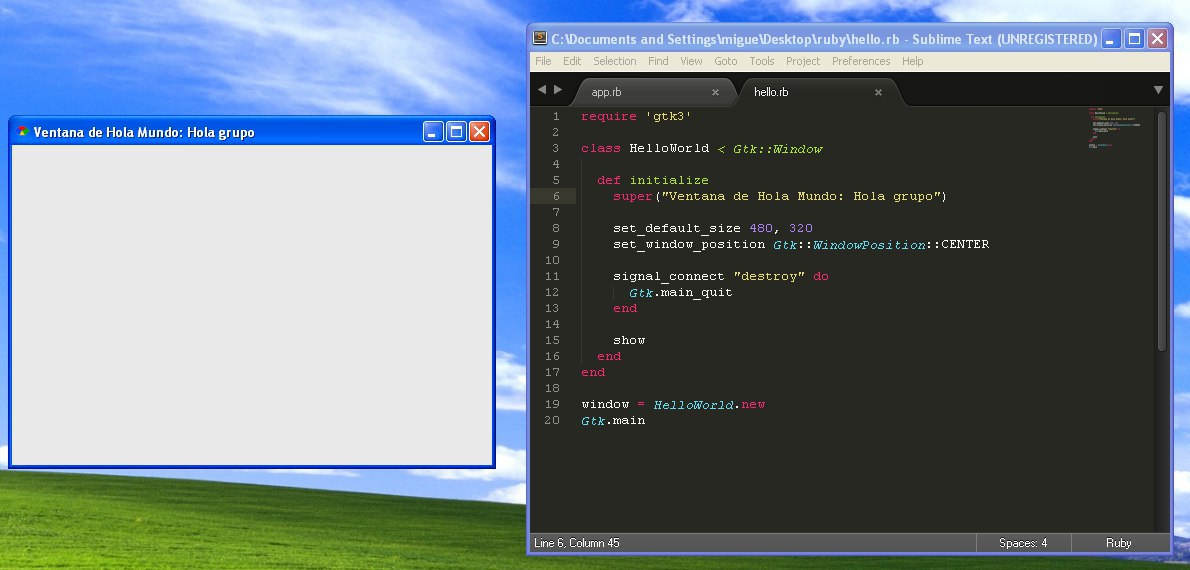 Ventana de Hola Mundo: Hola grupo
C:\Documents and Settings\migue\Desktop\ruby\hello.rb - Sublime Text (UNREGISTERED)
File Edit Selection Find View Goto Tools Project Preferences Help
app.rb hello.rb
1 require 'gtk3'
2
3 class HelloWorld < Gtk::Window
4
5   def initialize
6     super("Ventana de Hola Mundo: Hola grupo")
7
8     set_default_size 480, 320
9     set_window_position Gtk::WindowPosition::CENTER
10
11     signal_connect "destroy" do
12       Gtk.main_quit
13     end
14
15     show
16   end
17 end
18
19 window = HelloWorld.new
20 Gtk.main
Line 6, Column 45 Spaces: 4 Ruby